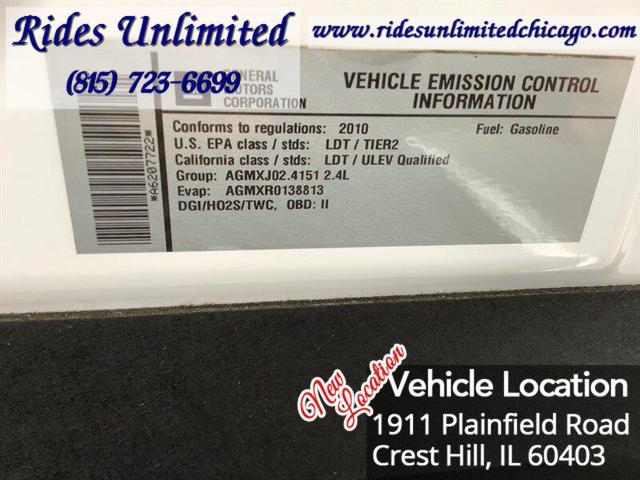 Rides Unlimited
(815) 723-6699
www.ridesunlimitedchicago.com
GENERAL
MOTORS
CORPORATION
VEHICLE EMISSION CONTROL
INFORMATION
Conforms to regulations: 2010 Fuel: Gasoline
U.S. EPA class / stds: LDT / TIER2
California class / stds: LDT / ULEV Qualified
Group: AGMXJ02.4151 2.4L
Evap: AGMXR0138813
DGI/HO2S/TWC, OBD: II
*A6207722*
New
Location
Vehicle Location
1911 Plainfield Road
Crest Hill, IL 60403